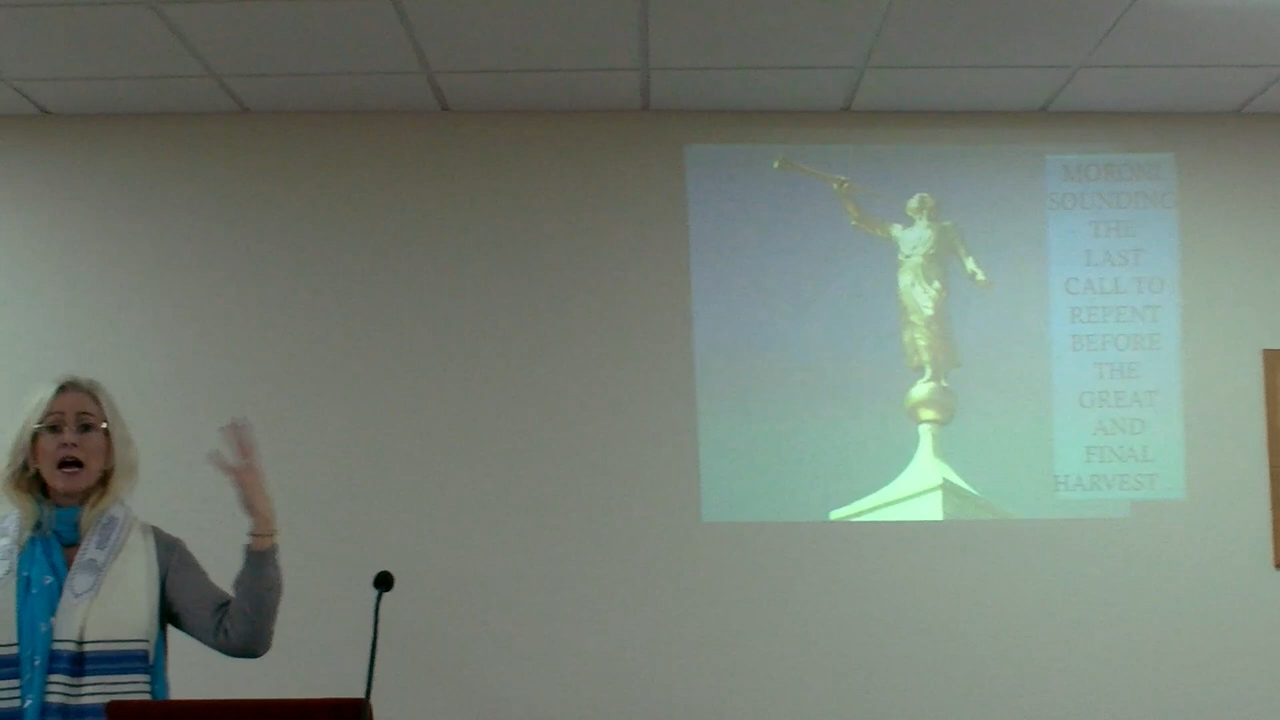 MORONI
SOUNDING
THE
LAST
CALL TO
REPENT
BEFORE
THE
GREAT
AND
FINAL
HARVEST